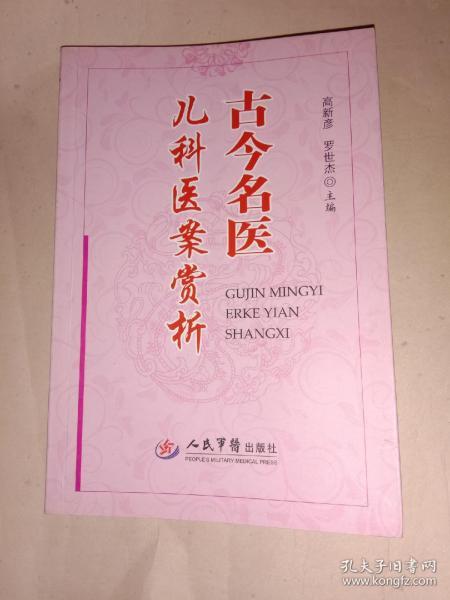 高新彦 罗世杰◎主编
古今名医
儿科医案赏析
GUJIN MINGYI
ERKE YIAN
SHANGXI
人民军医出版社
PEOPLE'S MILITARY MEDICAL PRESS
孔夫子旧书网
www.kongfz.com